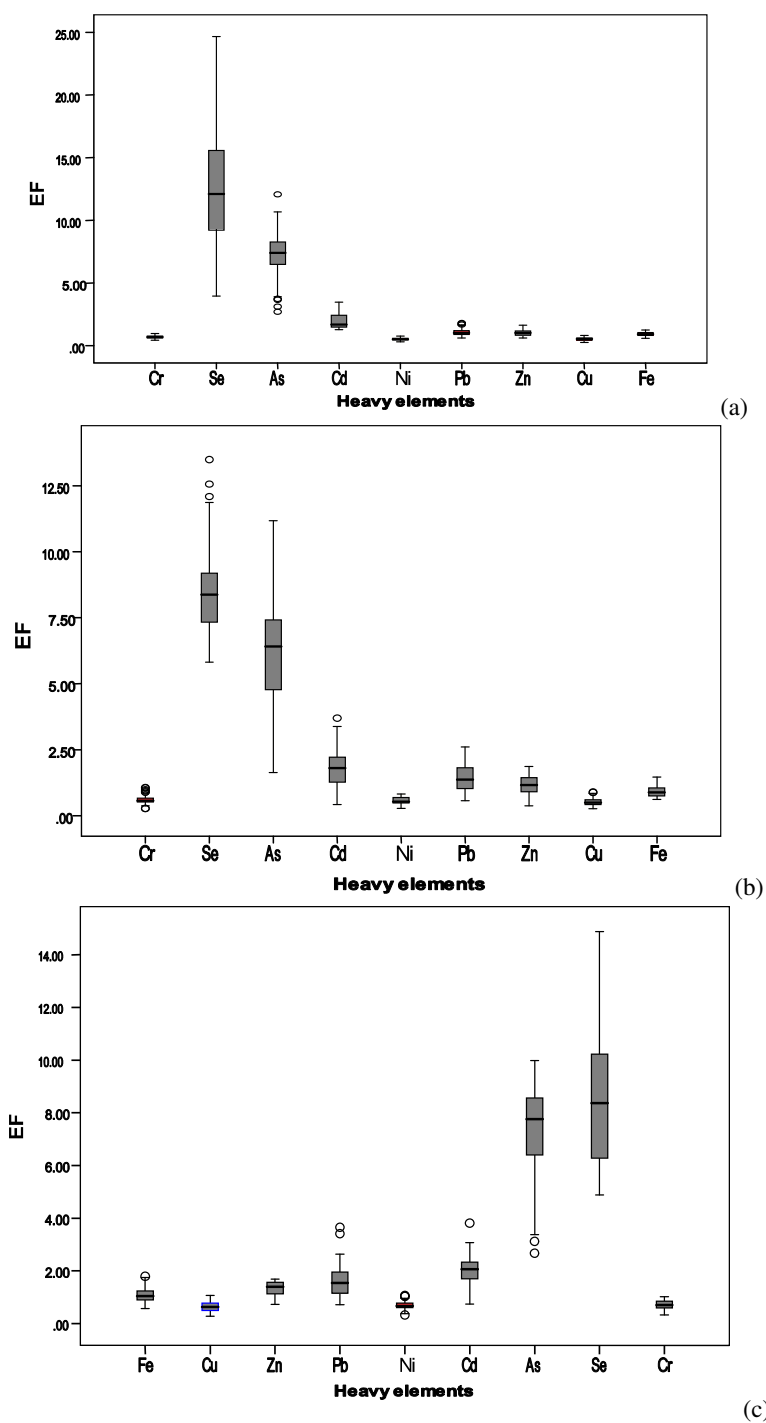 25.00
20.00
15.00
10.00
5.00
.00
EF
Cr Se As Cd Ni Pb Zn Cu Fe
Heavy elements
(a)
12.50
10.00
7.50
5.00
2.50
.00
EF
Cr Se As Cd Ni Pb Zn Cu Fe
Heavy elements
(b)
14.00
12.00
10.00
8.00
6.00
4.00
2.00
.00
EF
Fe Cu Zn Pb Ni Cd As Se Cr
Heavy elements
(c)